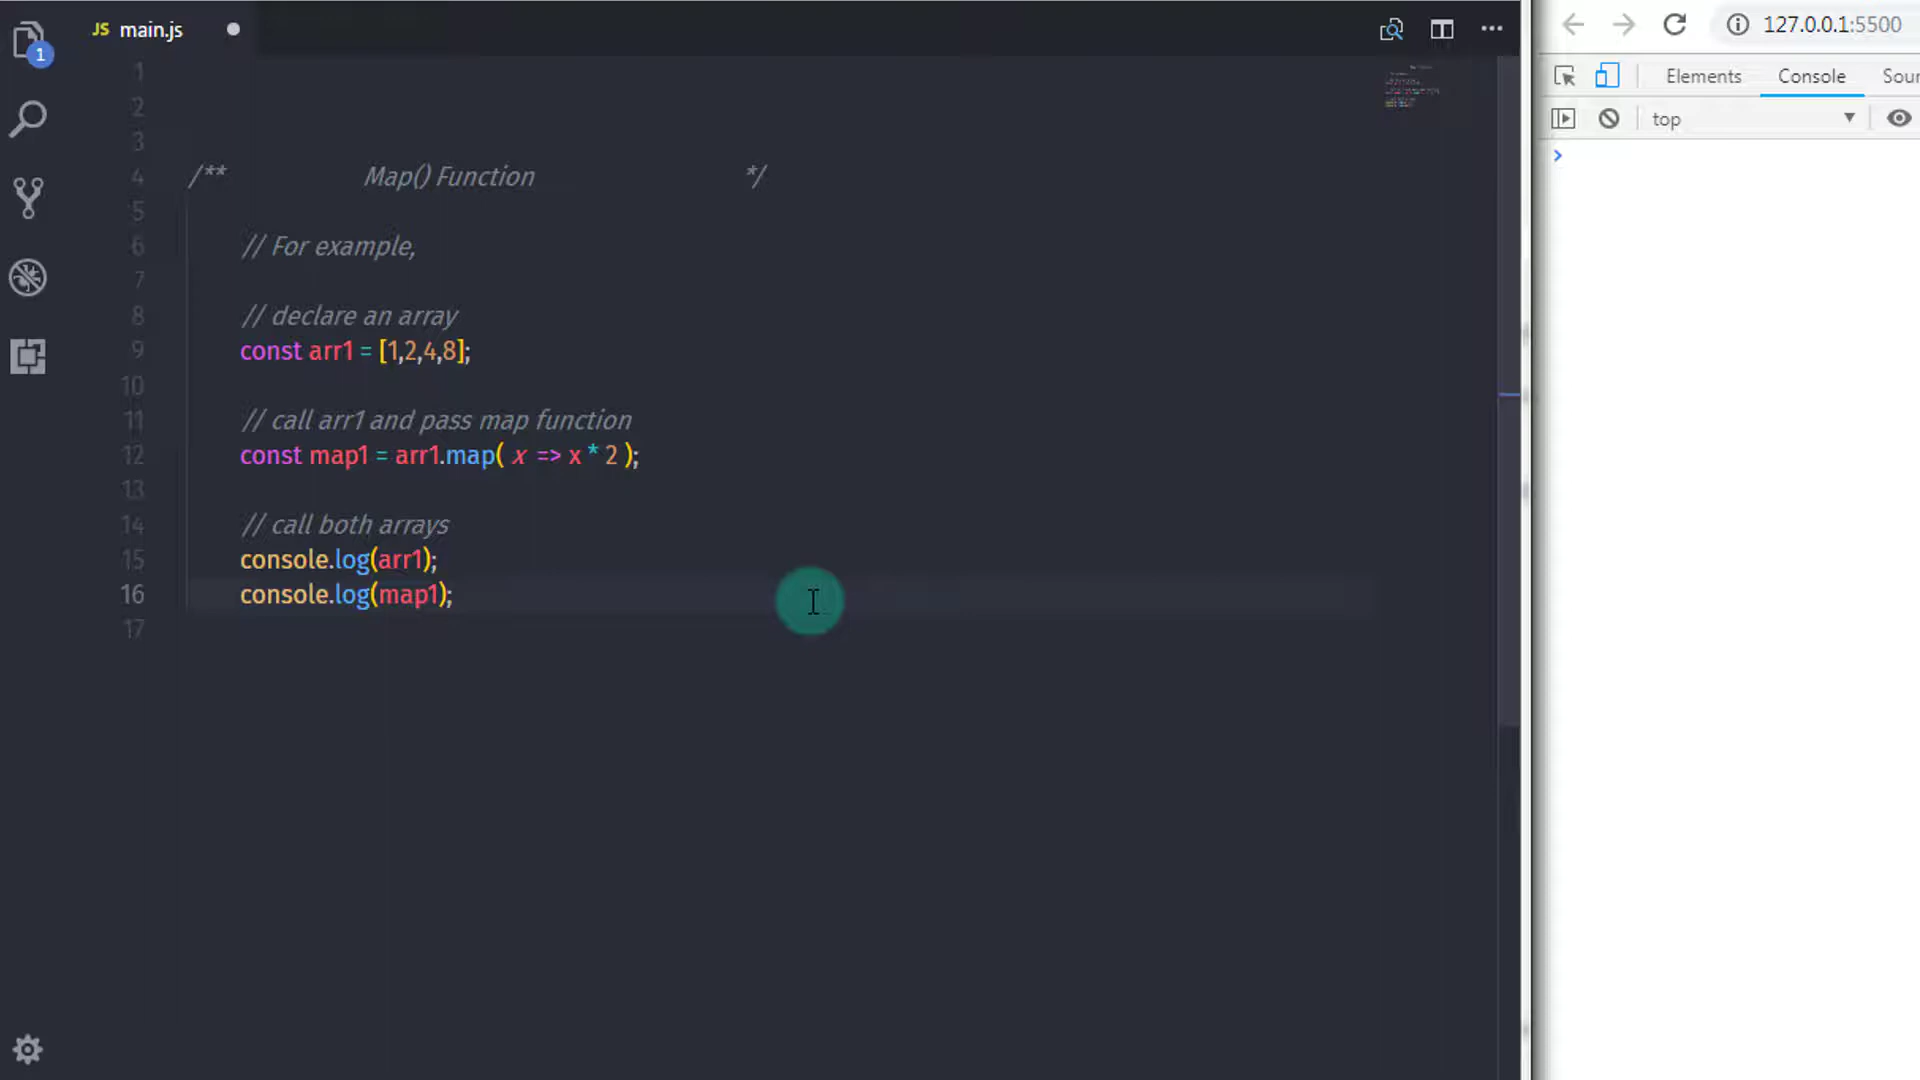 JS main.js
1
127.0.0.1:5500
Elements Console Sour
top
1
2
3
4 /** Map() Function */
5
6 // For example,
7
8 // declare an array
9 const arr1 = [1,2,4,8];
10
11 // call arr1 and pass map function
12 const map1 = arr1.map( x => x * 2 );
13
14 // call both arrays
15 console.log(arr1);
16 console.log(map1);
17